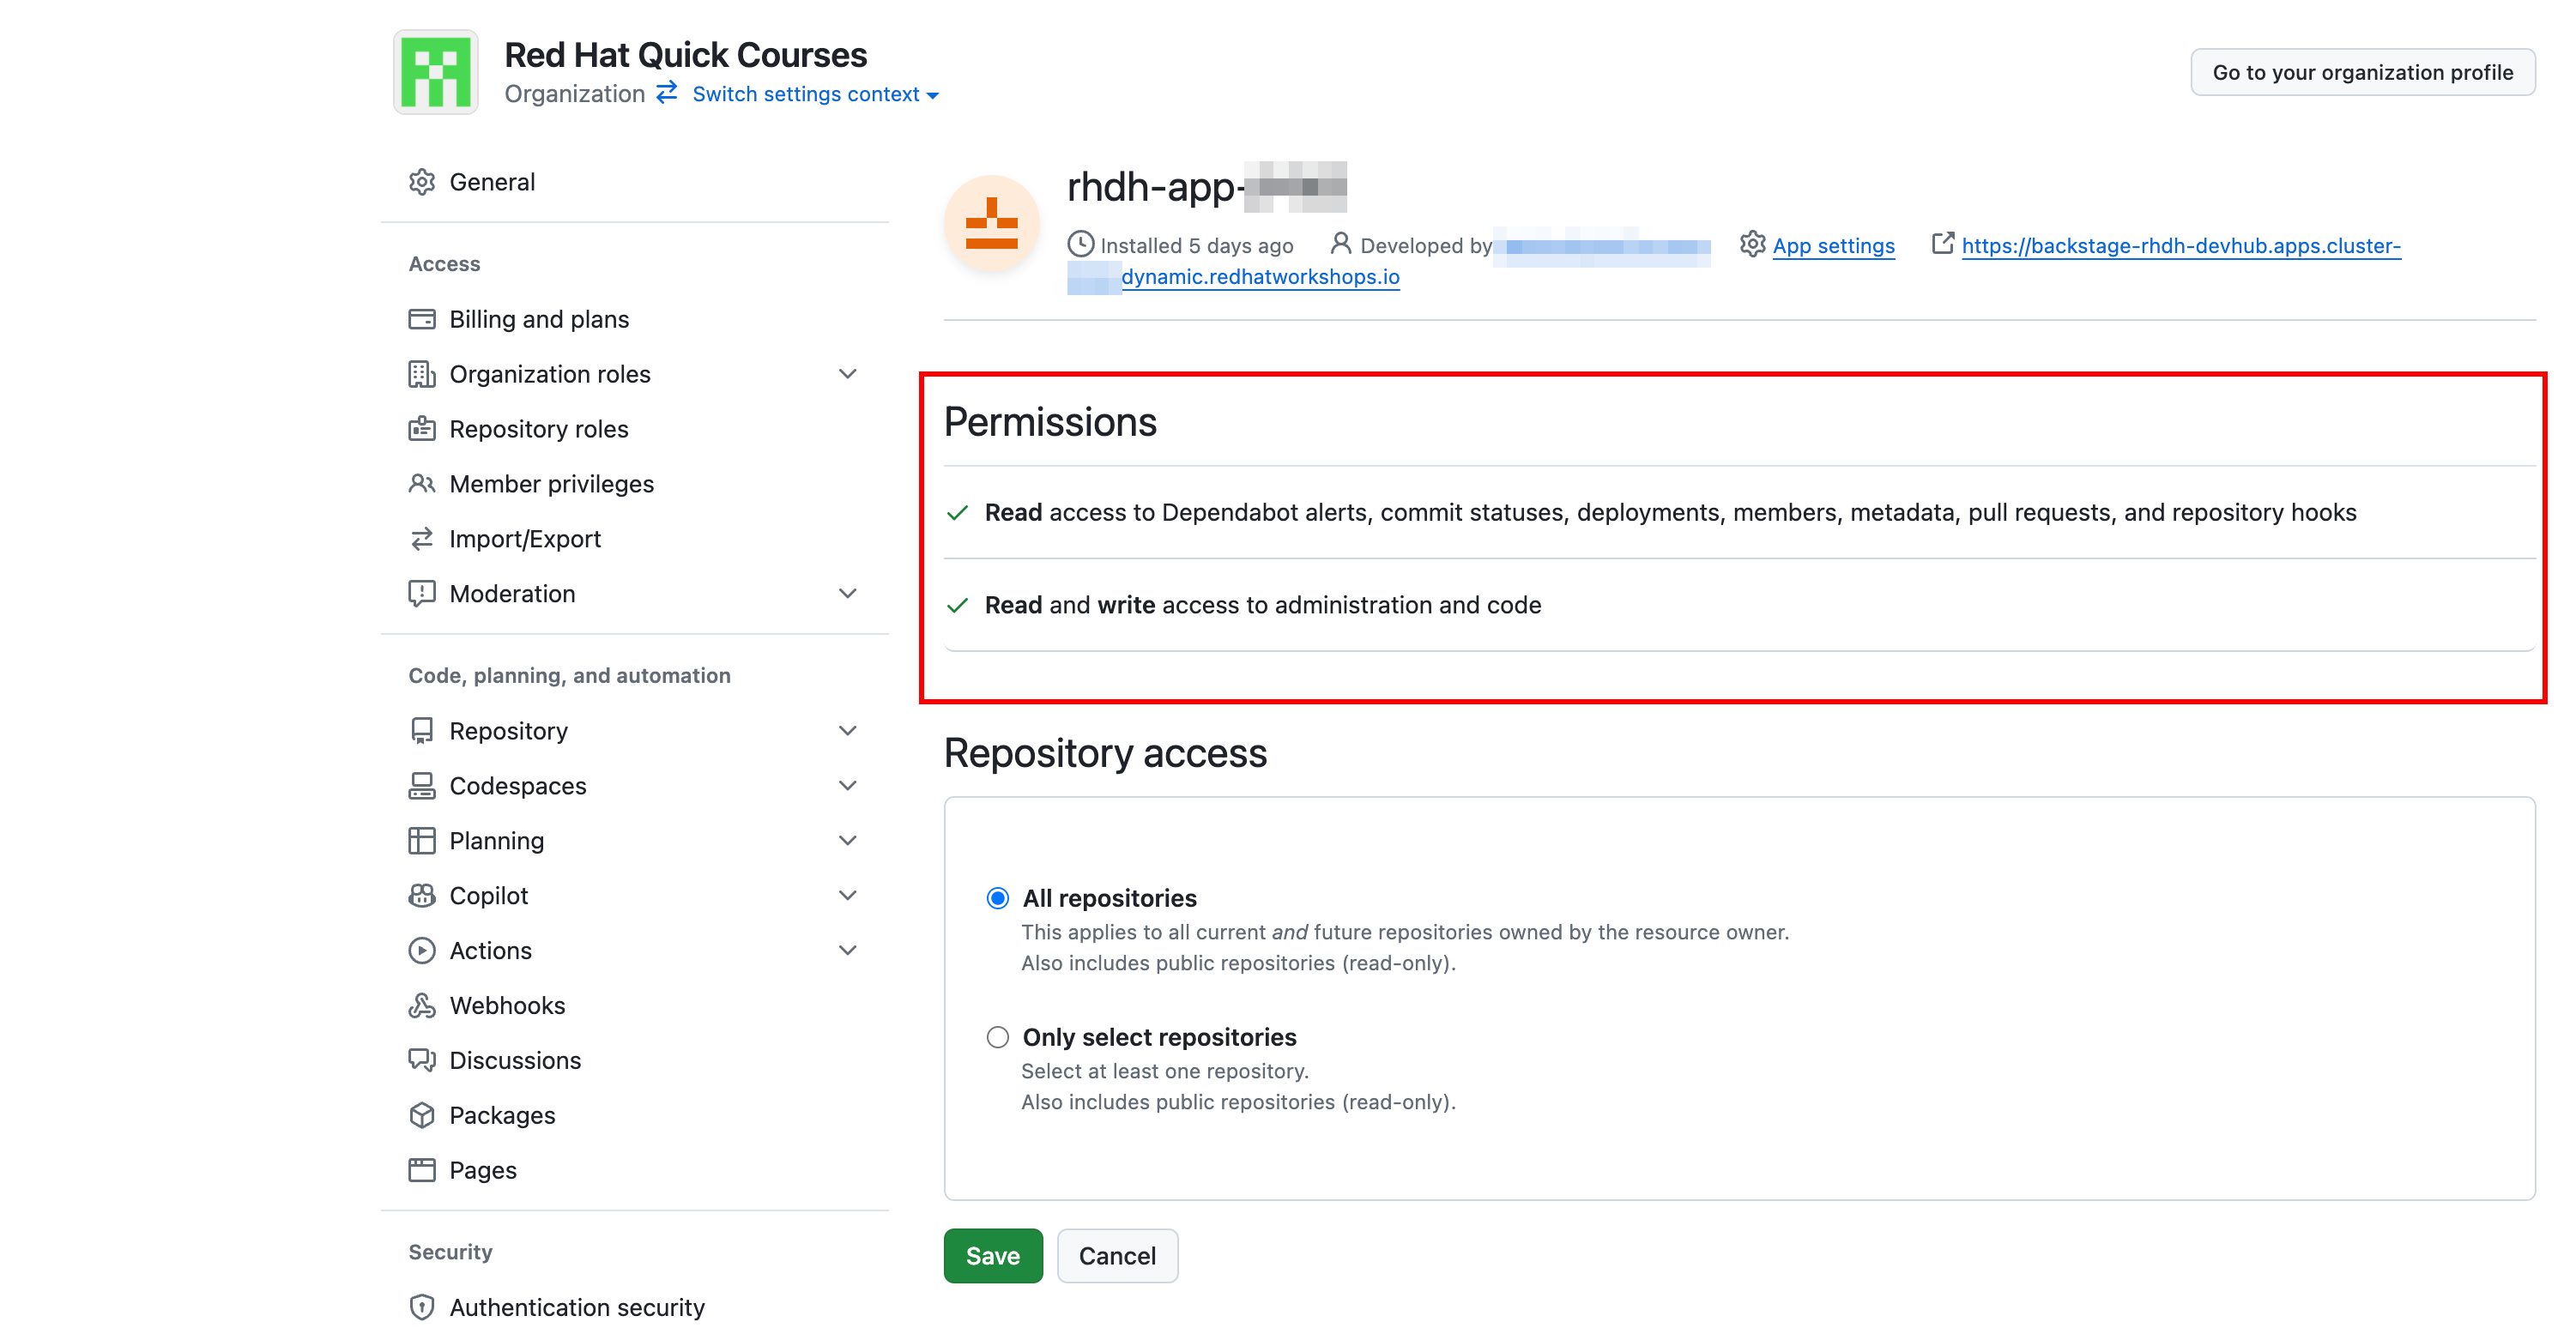 Red Hat Quick Courses
Organization Switch settings context
Go to your organization profile
General
Access
Billing and plans
Organization roles
Repository roles
Member privileges
Import/Export
Moderation
Code, planning, and automation
Repository
Codespaces
Planning
Copilot
Actions
Webhooks
Discussions
Packages
Pages
Security
Authentication security
rhdh-app-
Installed 5 days ago Developed by App settings https://backstage-rhdh-devhub.apps.cluster-
dynamic.redhatworkshops.io
Permissions
Read access to Dependabot alerts, commit statuses, deployments, members, metadata, pull requests, and repository hooks
Read and write access to administration and code
Repository access
All repositories
This applies to all current and future repositories owned by the resource owner.
Also includes public repositories (read-only).
Only select repositories
Select at least one repository.
Also includes public repositories (read-only).
Save Cancel